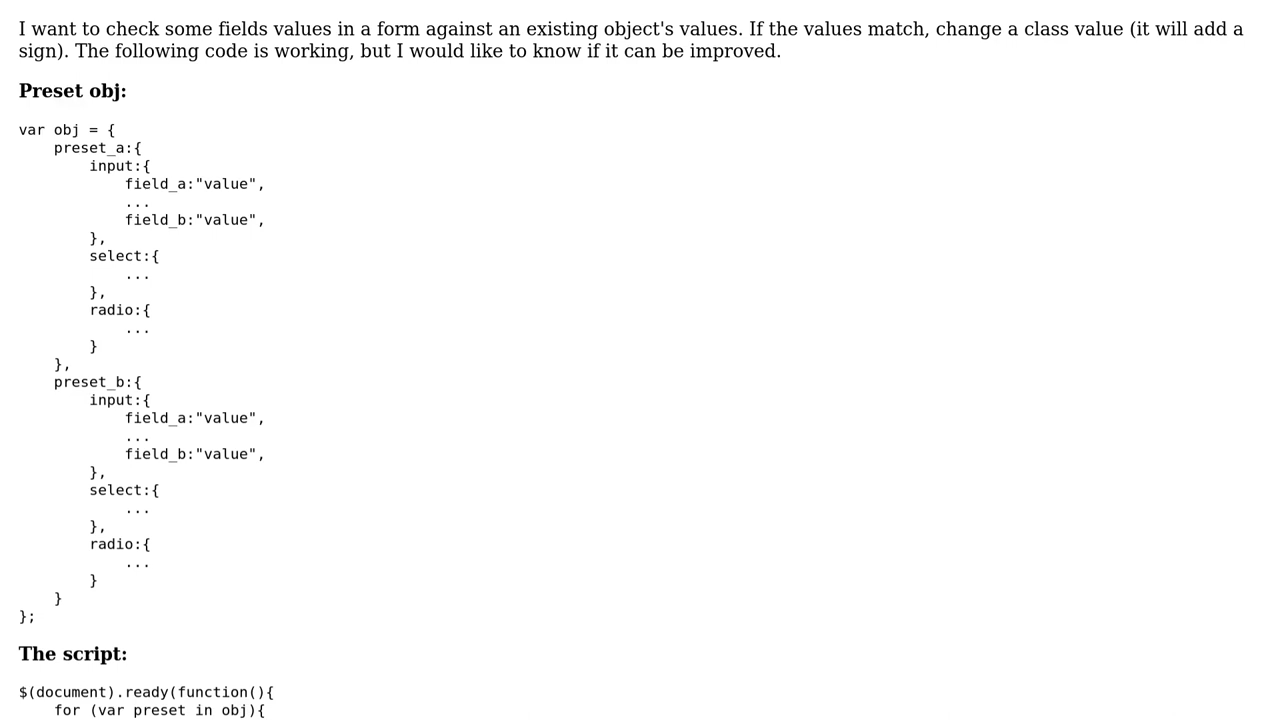 I want to check some fields values in a form against an existing object's values. If the values match, change a class value (it will add a
sign). The following code is working, but I would like to know if it can be improved.
Preset obj:
var obj = {
    preset_a:{
        input:{
            field_a:"value",
            ...
            field_b:"value",
        },
        select:{
            ...
        },
        radio:{
            ...
        }
    },
    preset_b:{
        input:{
            field_a:"value",
            ...
            field_b:"value",
        },
        select:{
            ...
        },
        radio:{
            ...
        }
    }
};
The script:
$(document).ready(function(){
    for (var preset in obj){